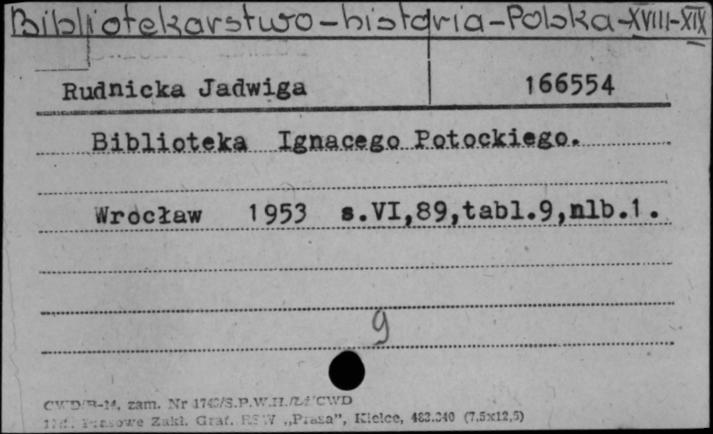 Bibliotekarstwo-historia-Polska-XVIII-XIX
Rudnicka Jadwiga 166554
Biblioteka Ignacego Potockiego.
Wrocław 1953 s.VI,89,tabl.9,nlb.1.
9
zam. Nr
Zakł. Graf. RSW „Prasa”, Kielce, (7,5x12,5)